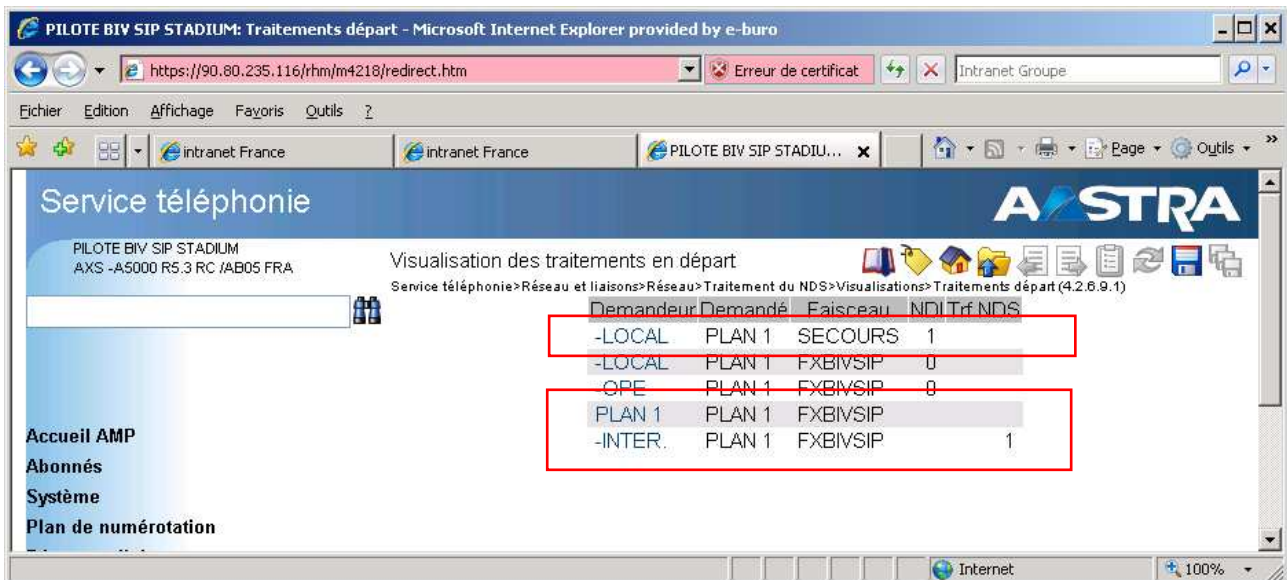 PILOTE BIV SIP STADIUM: Traitements départ - Microsoft Internet Explorer provided by e-buro
https://90.80.235.116/rhm/m4218/redirect.htm Erreur de certificat Intranet Groupe
Fichier Edition Affichage Favoris Outils ?
intranet France intranet France PILOTE BIV SIP STADIU... Page Outils
Service téléphonie AASTRA
PILOTE BIV SIP STADIUM
AXS -A5000 R5.3 RC /AB05 FRA
Visualisation des traitements en départ
Service téléphonie>Réseau et liaisons>Réseau>Traitement du NDS>Visualisations>Traitements départ (4.2.6.9.1)
Demandeur Demandé Faisceau NDI Trf NDS
-LOCAL PLAN 1 SECOURS 1
-LOCAL PLAN 1 FXBIVSIP 0
-OPE PLAN 1 FXBIVSIP 0
PLAN 1 PLAN 1 FXBIVSIP
-INTER. PLAN 1 FXBIVSIP 1
Accueil AMP
Abonnés
Système
Plan de numérotation
Internet 100%